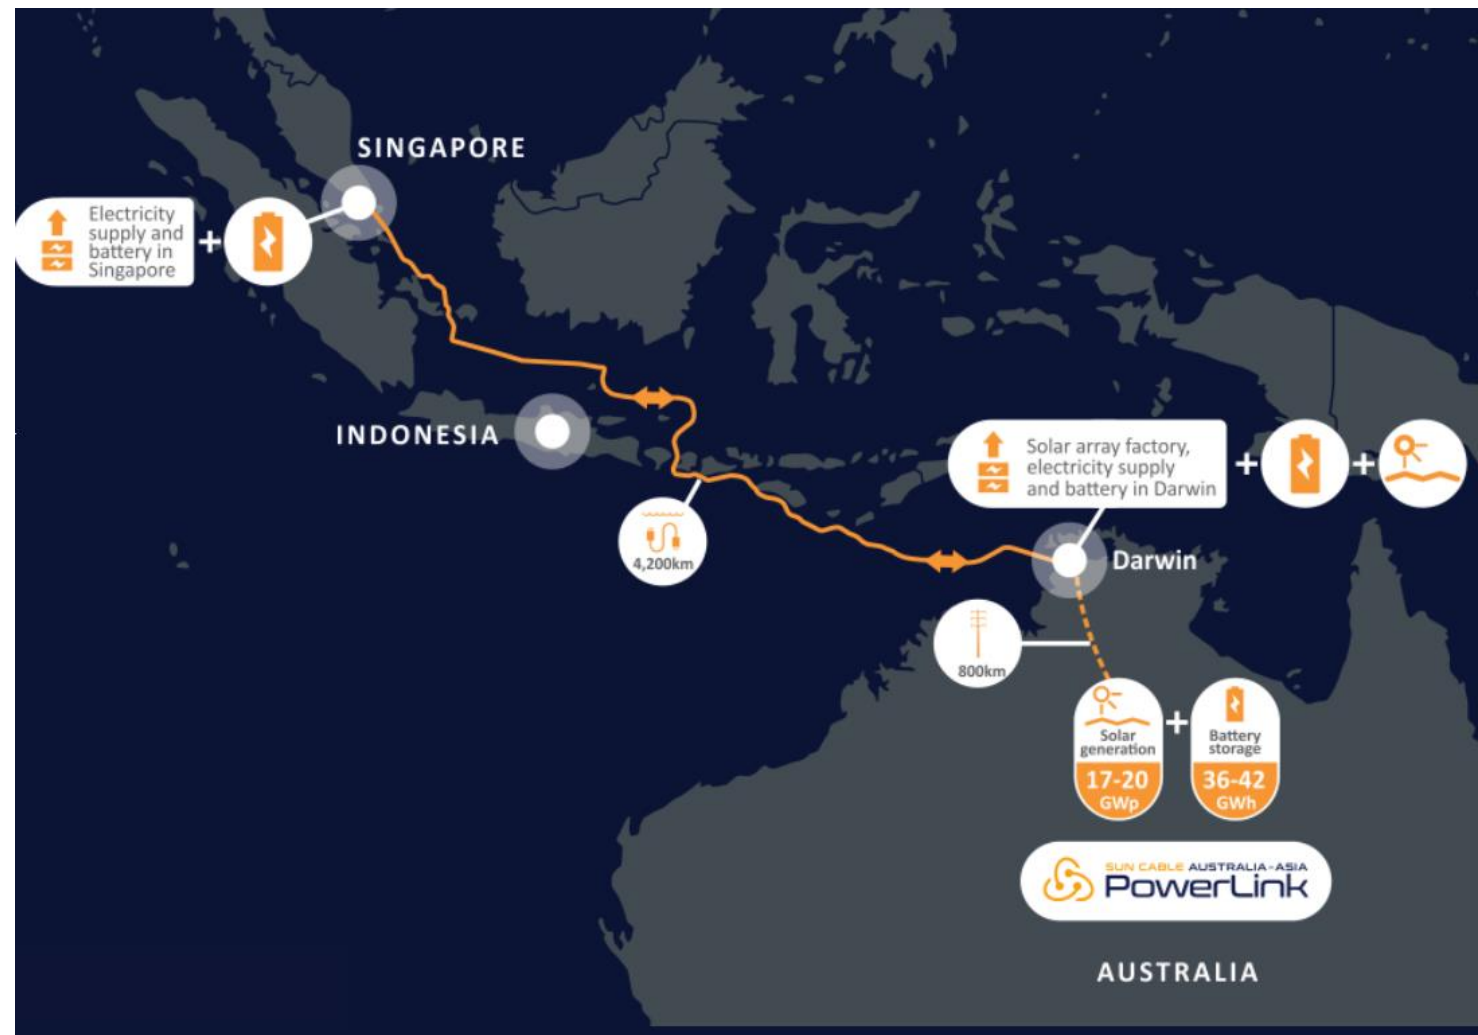 SINGAPORE
Electricity
supply and
battery in
Singapore
INDONESIA
Solar array factory,
electricity supply
and battery in Darwin
4,200km
Darwin
800km
Solar
generation
17-20
GWp
Battery
storage
36-42
GWh
SUN CABLE AUSTRALIA-ASIA
PowerLink
AUSTRALIA